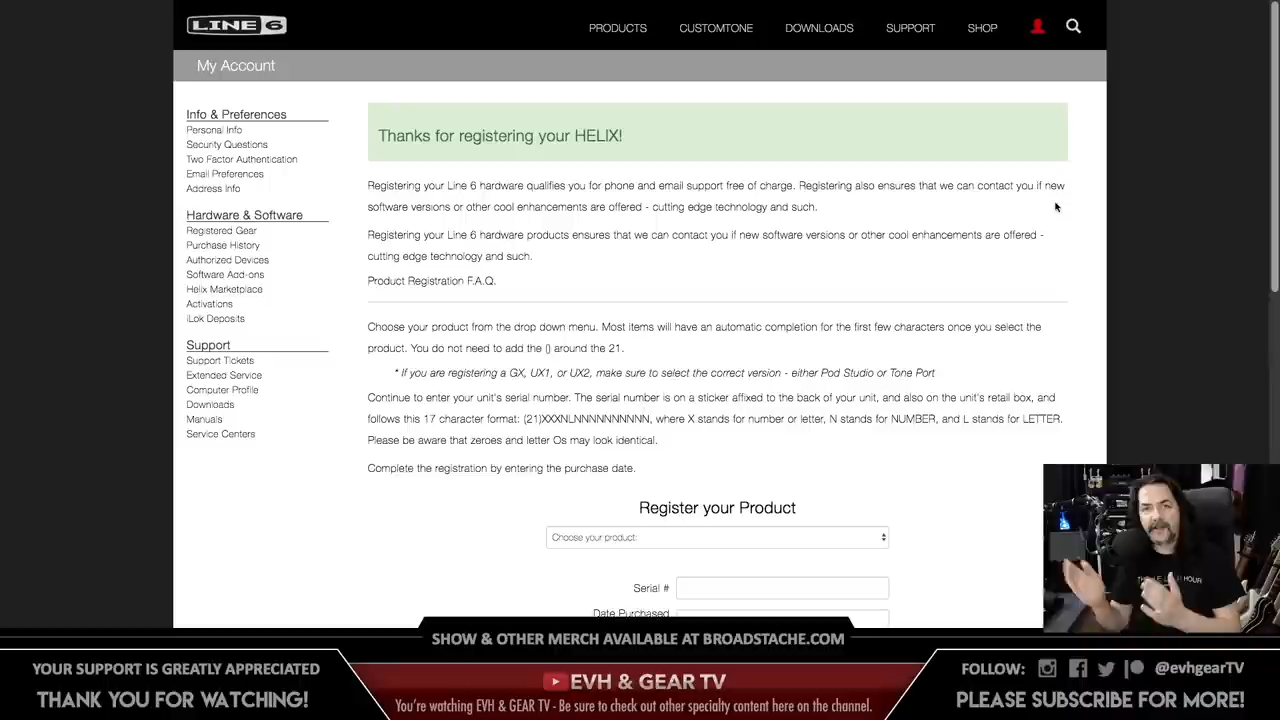 LINE 6
PRODUCTS CUSTOMTONE DOWNLOADS SUPPORT SHOP
My Account
Info & Preferences
Personal Info
Security Questions
Two Factor Authentication
Email Preferences
Address Info
Hardware & Software
Registered Gear
Purchase History
Authorized Devices
Software Add-ons
Helix Marketplace
Activations
iLok Deposits
Support
Support Tickets
Extended Service
Computer Profile
Downloads
Manuals
Service Centers
Thanks for registering your HELIX!
Registering your Line 6 hardware qualifies you for phone and email support free of charge. Registering also ensures that we can contact you if new
software versions or other cool enhancements are offered - cutting edge technology and such.
Registering your Line 6 hardware products ensures that we can contact you if new software versions or other cool enhancements are offered -
cutting edge technology and such.
Product Registration F.A.Q.
Choose your product from the drop down menu. Most items will have an automatic completion for the first few characters once you select the
product. You do not need to add the () around the 21.
* If you are registering a GX, UX1, or UX2, make sure to select the correct version - either Pod Studio or Tone Port
Continue to enter your unit's serial number. The serial number is on a sticker affixed to the back of your unit, and also on the unit's retail box, and
follows this 17 character format: (21)XXXNLNNNNNNNNNN, where X stands for number or letter, N stands for NUMBER, and L stands for LETTER.
Please be aware that zeroes and letter Os may look identical.
Complete the registration by entering the purchase date.
Register your Product
Choose your product:
Serial #
Date Purchased
HOUR
SHOW & OTHER MERCH AVAILABLE AT BROADSTACHE.COM
YOUR SUPPORT IS GREATLY APPRECIATED
THANK YOU FOR WATCHING!
EVH & GEAR TV
You're watching EVH & GEAR TV - Be sure to check out other specialty content here on the channel.
FOLLOW: @evhgearTV
PLEASE SUBSCRIBE FOR MORE!